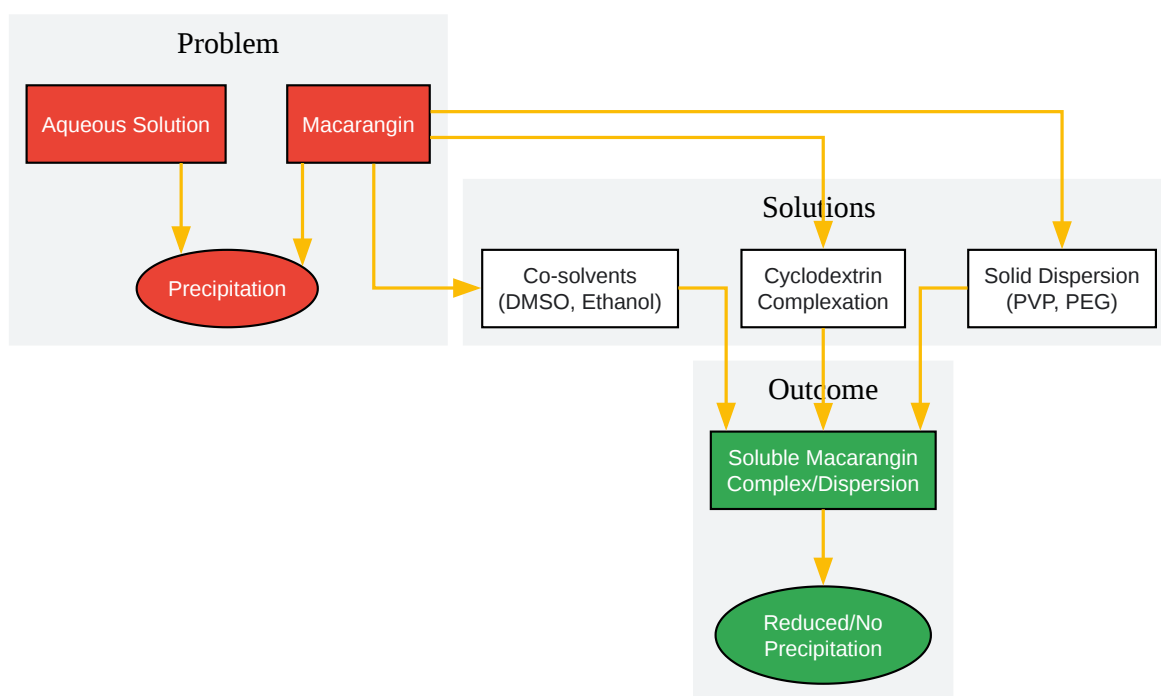 Problem
Aqueous Solution
Macarangin
Precipitation
Solutions
Co-solvents
(DMSO, Ethanol)
Cyclodextrin
Complexation
Solid Dispersion
(PVP, PEG)
Outcome
Soluble Macarangin
Complex/Dispersion
Reduced/No
Precipitation